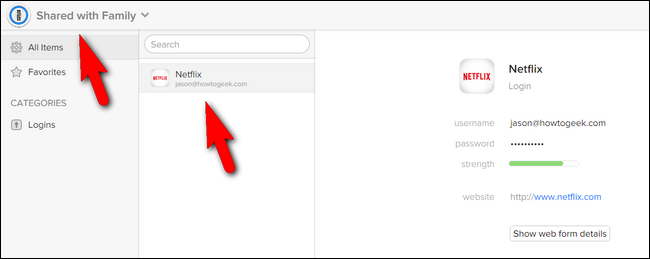 Shared with Family
All Items
Favorites
CATEGORIES
Logins
Search
NETFLIX
Netflix
jason@howtogeek.com
NETFLIX
Netflix
Login
username jason@howtogeek.com
password ••••••••••
strength
website http://www.netflix.com
Show web form details